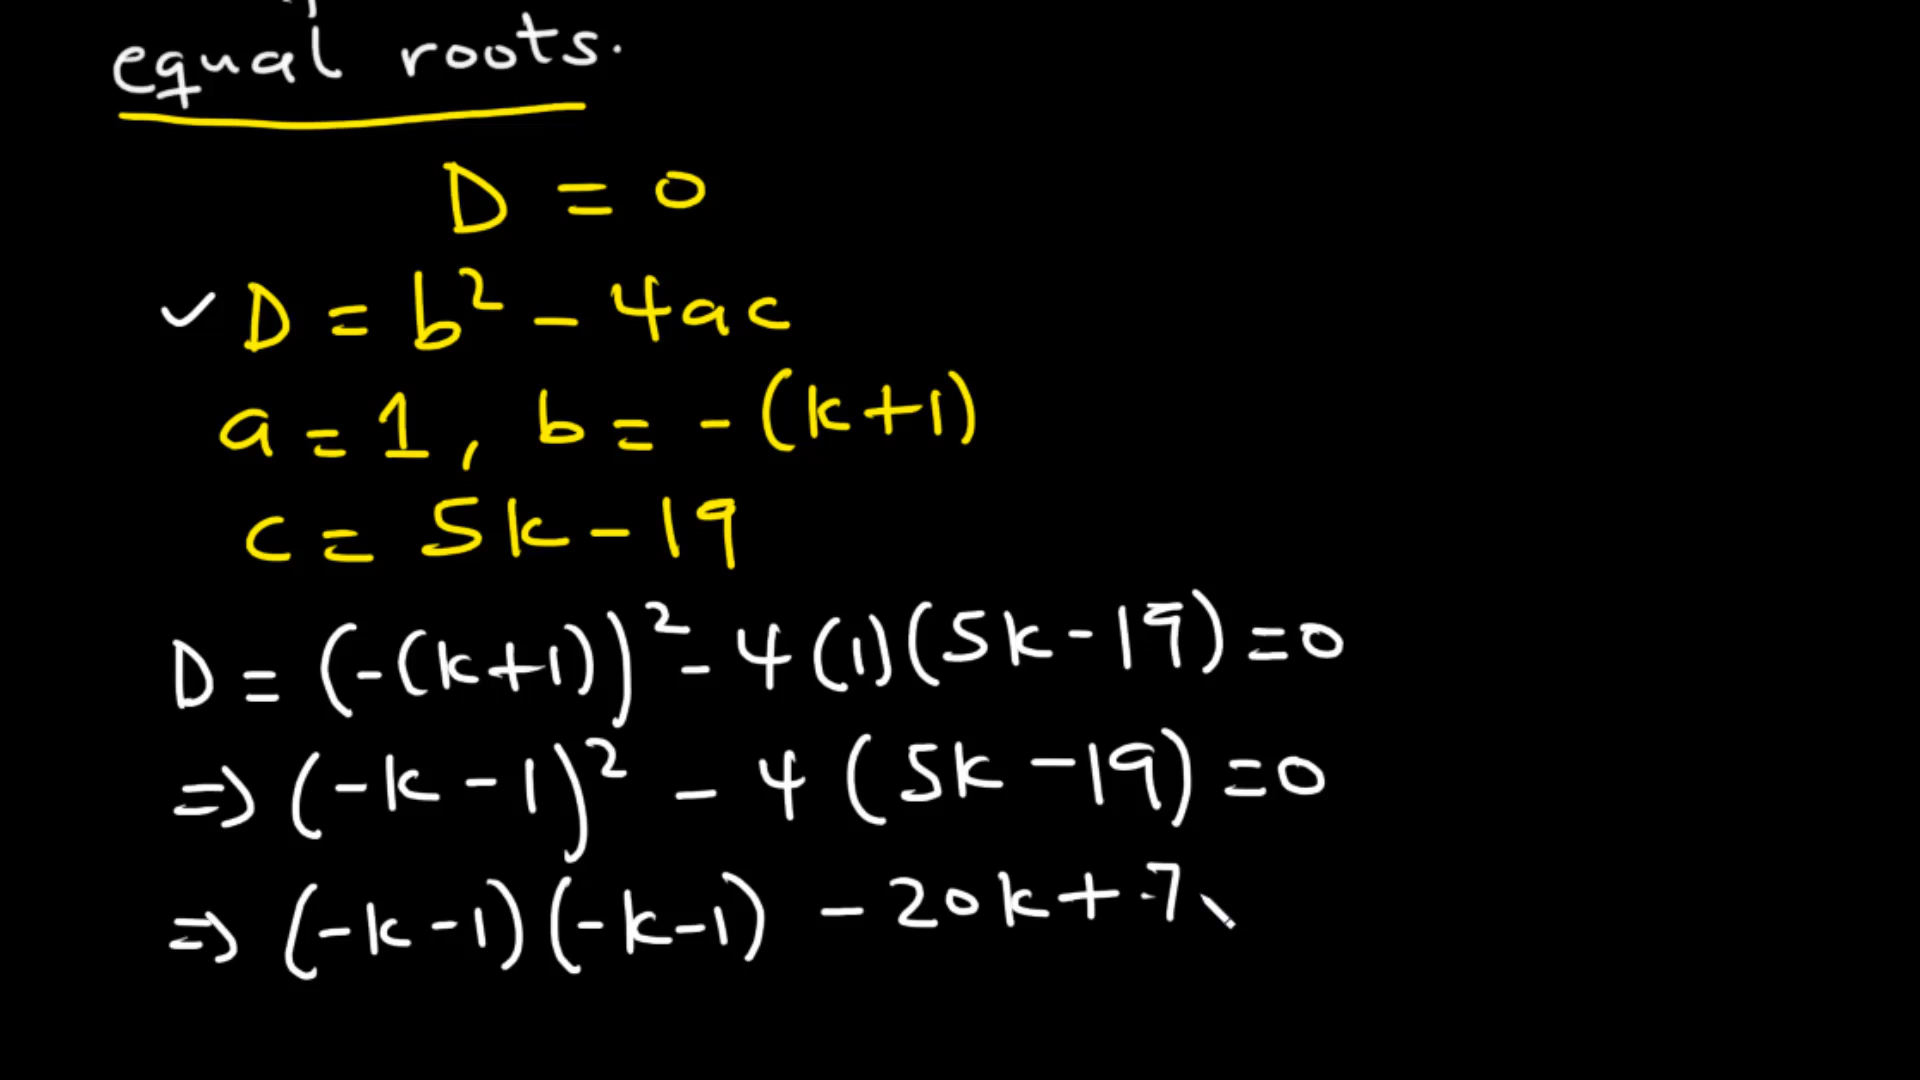 equal roots.
D = 0
✓ D = b² - 4ac
a = 1, b = -(k+1)
c = 5k - 19
D = (-(k+1))² - 4(1)(5k-19) = 0
⇒ (-k-1)² - 4(5k-19) = 0
⇒ (-k-1)(-k-1) - 20k + 7